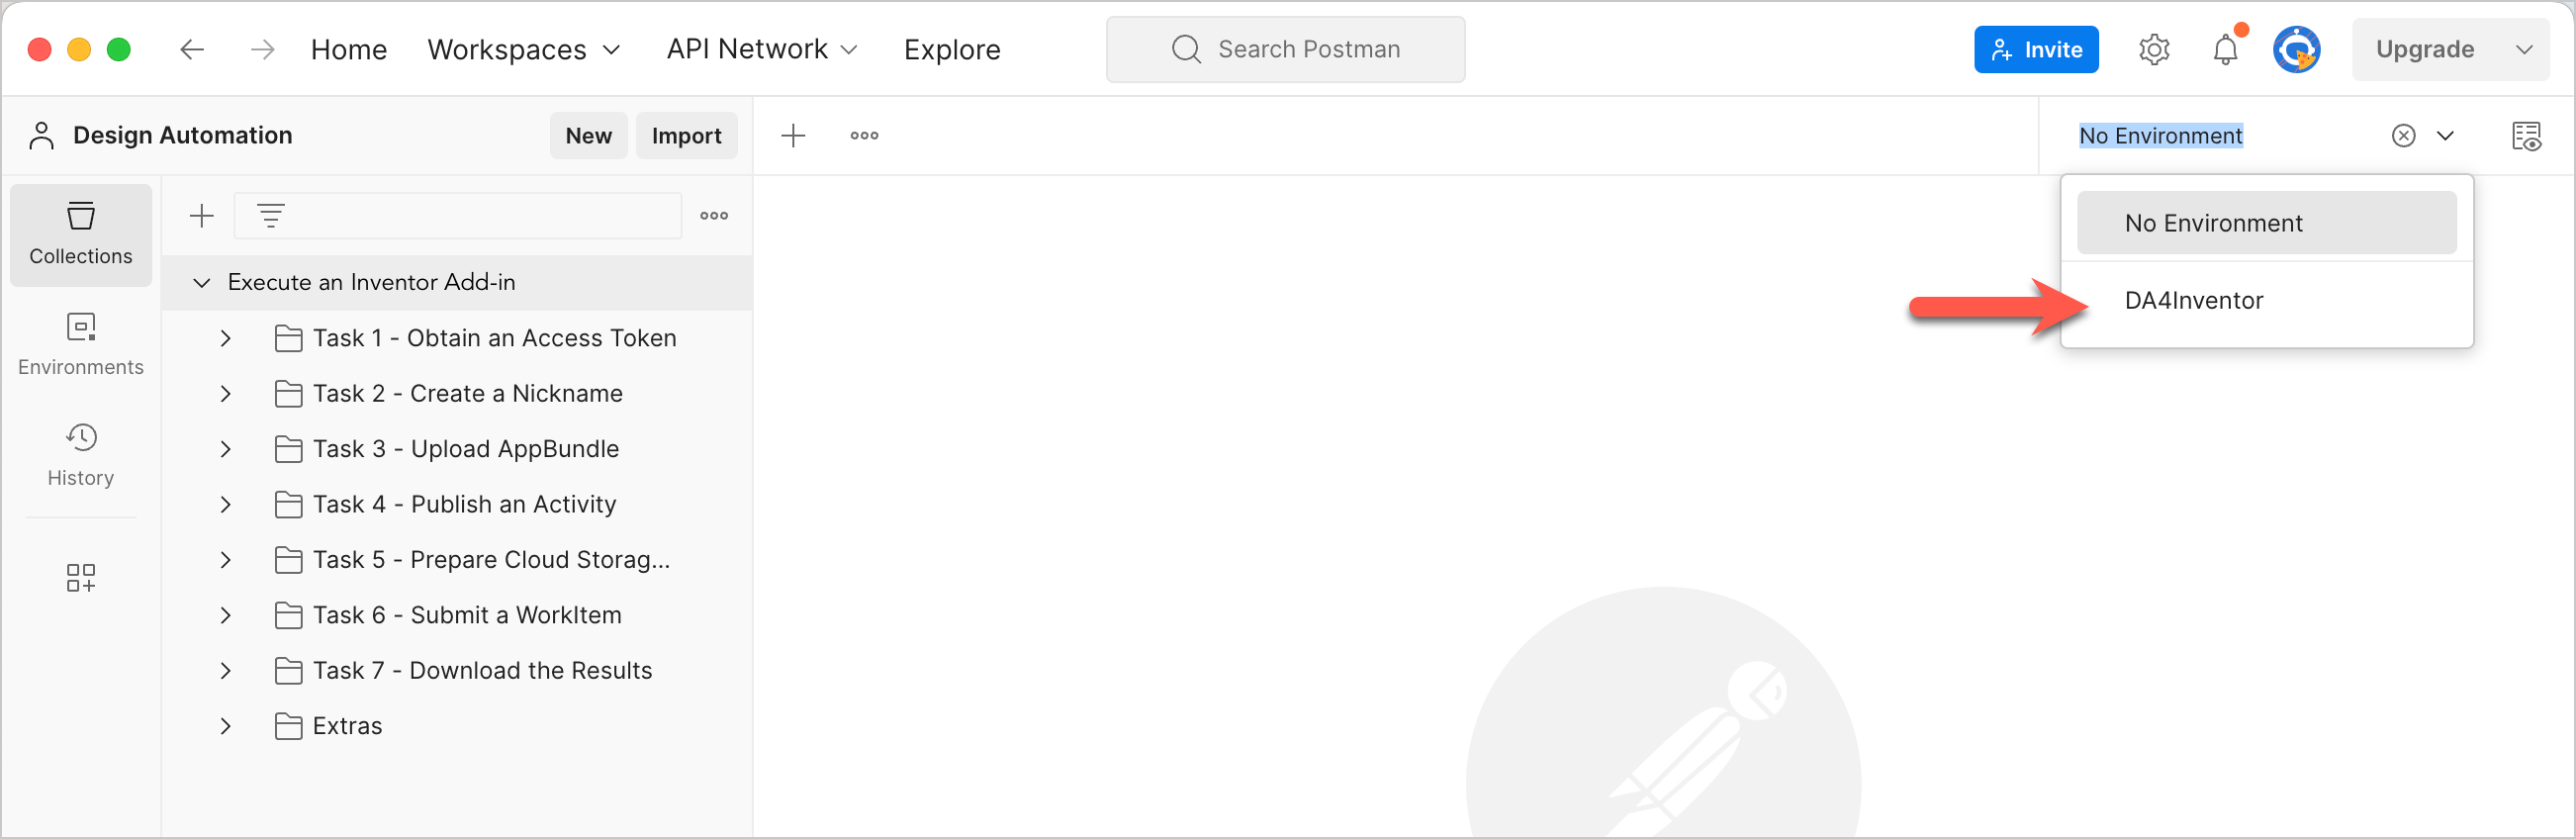 Home Workspaces API Network Explore Search Postman Invite Upgrade
Design Automation New Import No Environment
Collections
Environments
History
Execute an Inventor Add-in
Task 1 - Obtain an Access Token
Task 2 - Create a Nickname
Task 3 - Upload AppBundle
Task 4 - Publish an Activity
Task 5 - Prepare Cloud Storag...
Task 6 - Submit a WorkItem
Task 7 - Download the Results
Extras
No Environment
DA4Inventor